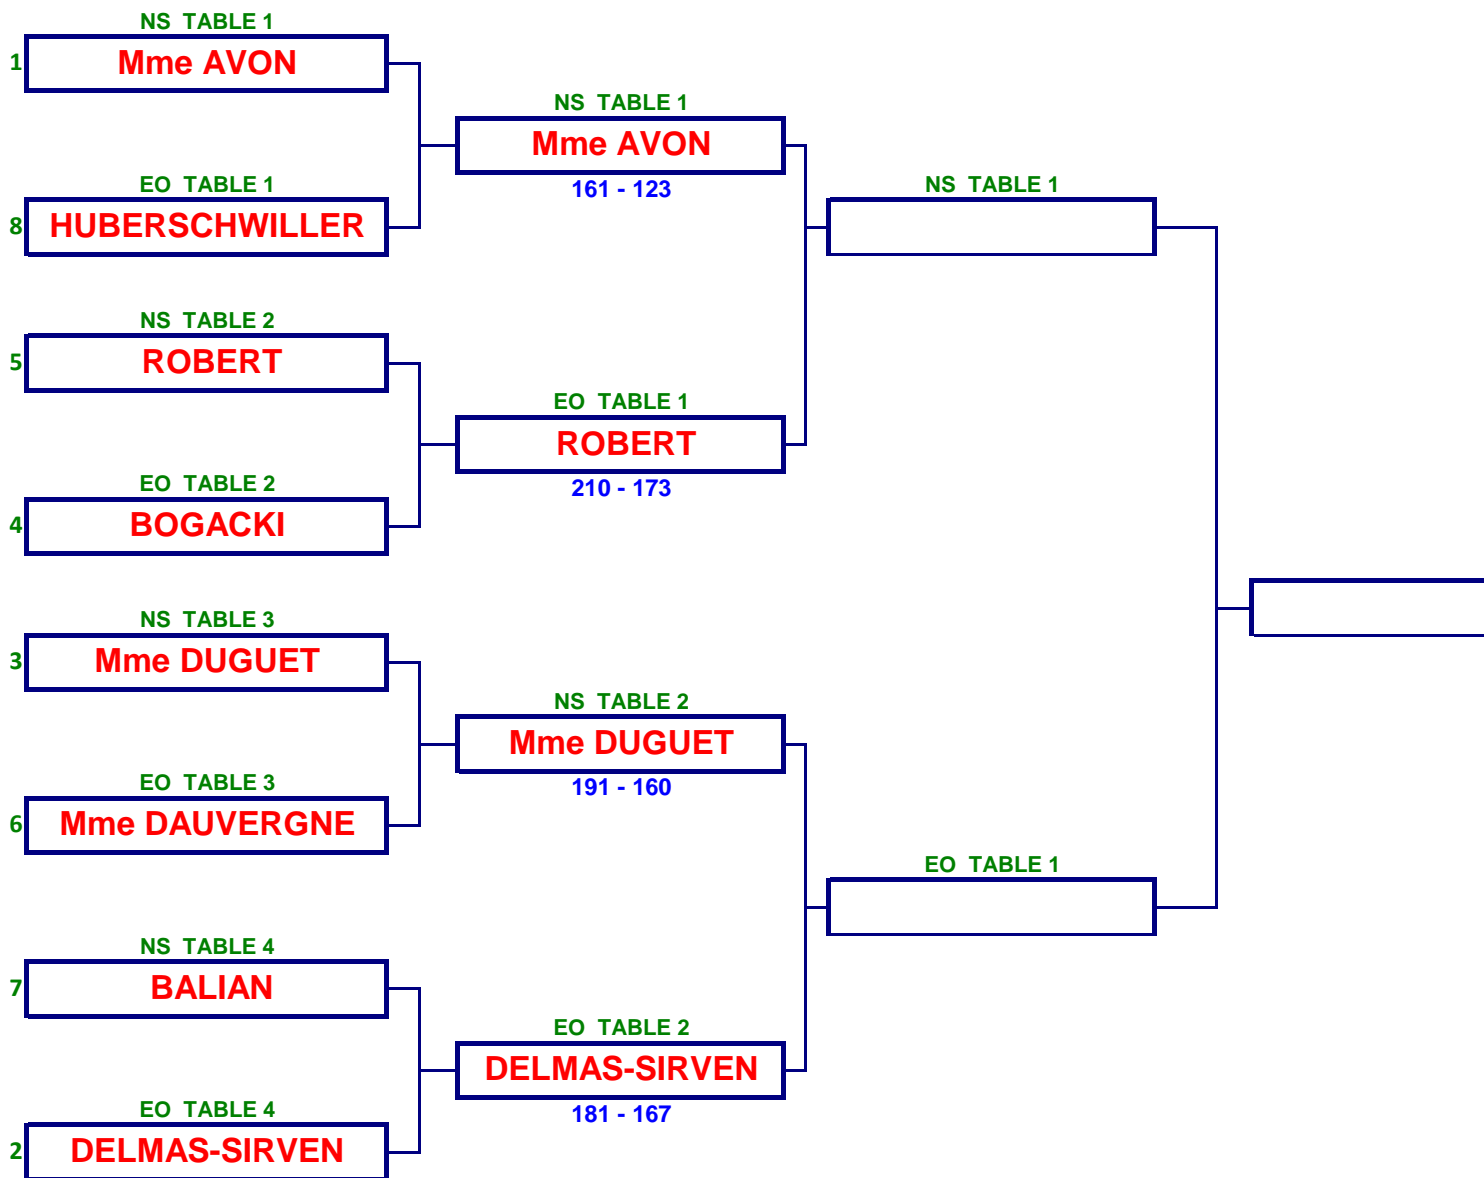 NS TABLE 1
1 Mme AVON
EO TABLE 1
8 HUBERSCHWILLER
NS TABLE 2
5 ROBERT
EO TABLE 2
4 BOGACKI
NS TABLE 3
3 Mme DUGUET
EO TABLE 3
6 Mme DAUVERGNE
NS TABLE 4
7 BALIAN
EO TABLE 4
2 DELMAS-SIRVEN
NS TABLE 1
Mme AVON
161 - 123
EO TABLE 1
ROBERT
210 - 173
NS TABLE 2
Mme DUGUET
191 - 160
EO TABLE 2
DELMAS-SIRVEN
181 - 167
NS TABLE 1
EO TABLE 1